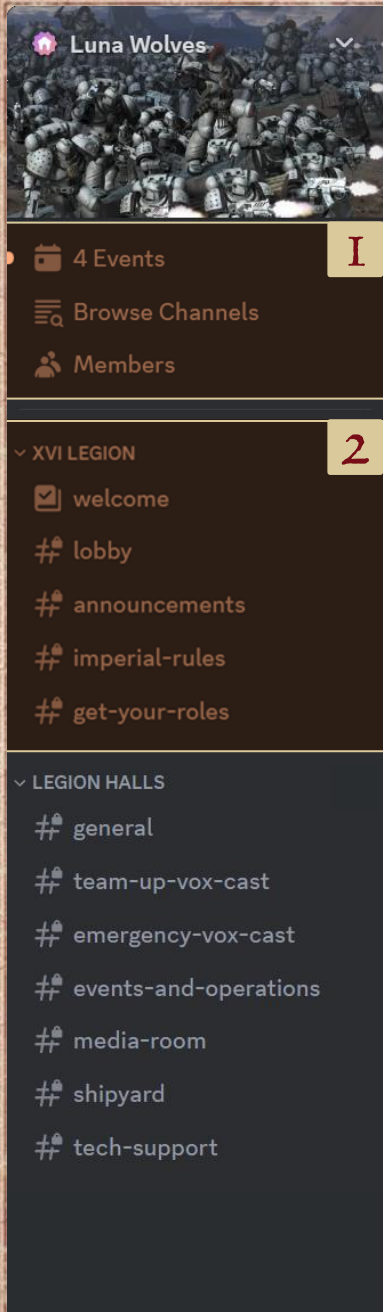 Luna Wolves
4 Events
1
Browse Channels
Members
XVI LEGION
2
welcome
lobby
announcements
imperial-rules
get-your-roles
LEGION HALLS
general
team-up-vox-cast
emergency-vox-cast
events-and-operations
media-room
shipyard
tech-support